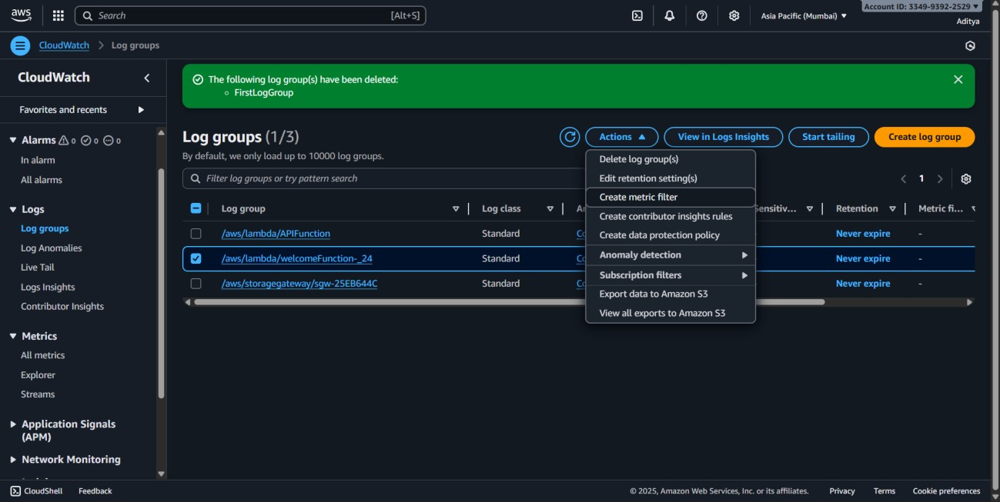 aws
Search
[Alt+S]
Asia Pacific (Mumbai)
Account ID: 3349-9392-2529
Aditya
CloudWatch > Log groups
CloudWatch
Favorites and recents
Alarms 0 0 0
In alarm
All alarms
Logs
Log groups
Log Anomalies
Live Tail
Logs Insights
Contributor Insights
Metrics
All metrics
Explorer
Streams
Application Signals
(APM)
Network Monitoring
The following log group(s) have been deleted:
FirstLogGroup
Log groups (1/3)
By default, we only load up to 10000 log groups.
Actions
View in Logs Insights
Start tailing
Create log group
Filter log groups or try pattern search
1
Log group Log class Sensitiv... Retention Metric fi...
/aws/lambda/APIFunction Standard Never expire -
/aws/lambda/welcomeFunction-_24 Standard Never expire -
/aws/storagegateway/sgw-25EB644C Standard Never expire -
Delete log group(s)
Edit retention setting(s)
Create metric filter
Create contributor insights rules
Create data protection policy
Anomaly detection
Subscription filters
Export data to Amazon S3
View all exports to Amazon S3
CloudShell Feedback
© 2025, Amazon Web Services, Inc. or its affiliates. Privacy Terms Cookie preferences